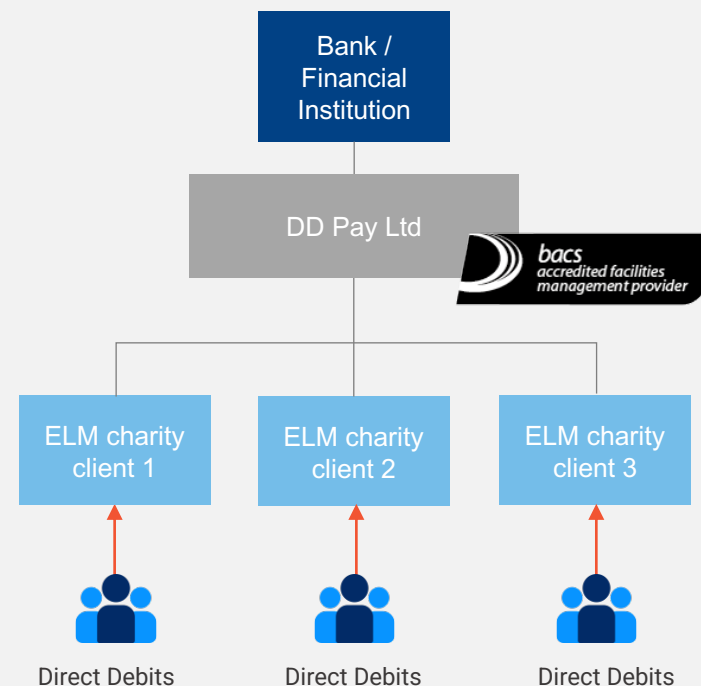 Bank /
Financial
Institution
DD Pay Ltd
bacs
accredited facilities
management provider
ELM charity
client 1
ELM charity
client 2
ELM charity
client 3
Direct Debits
Direct Debits
Direct Debits